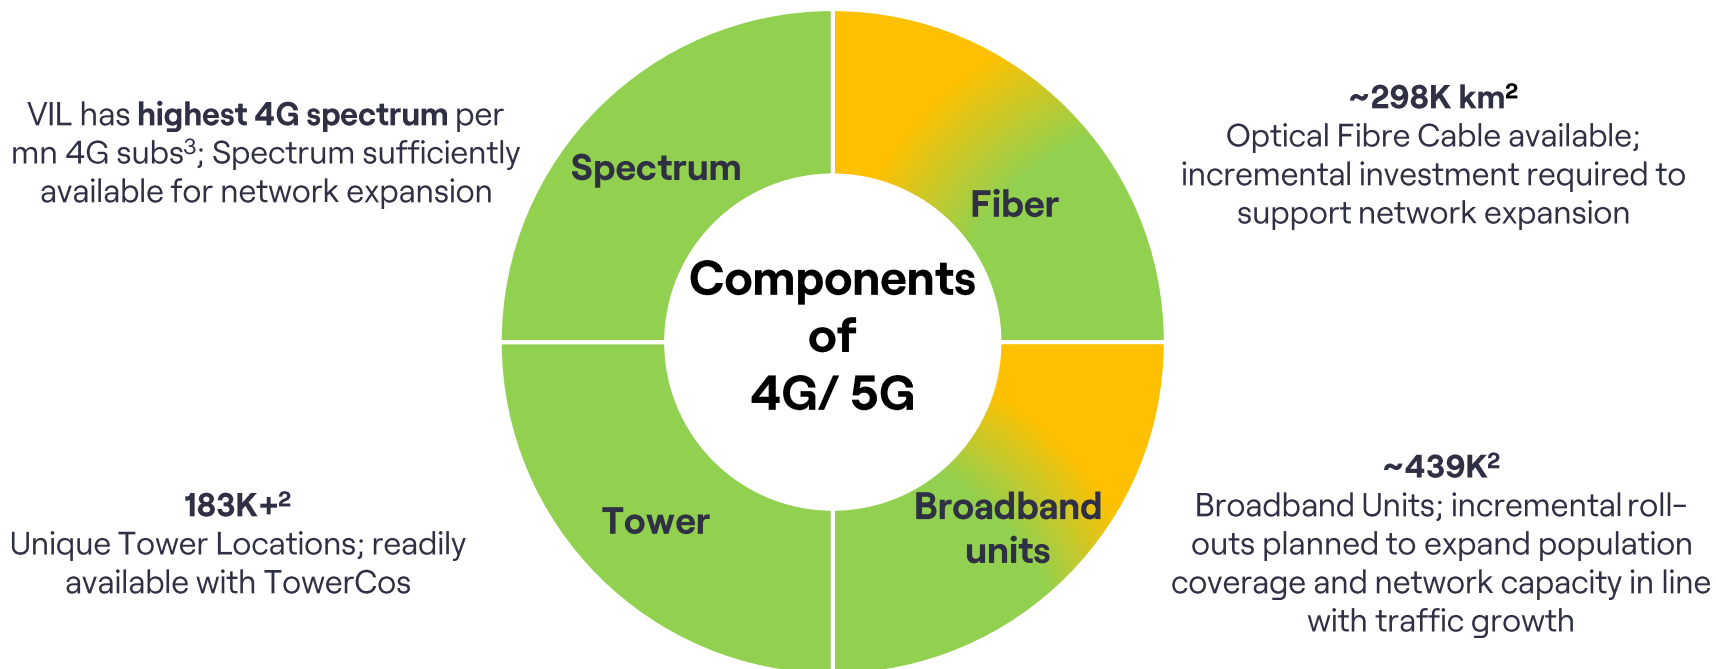 VIL has highest 4G spectrum per
mn 4G subs³; Spectrum sufficiently
available for network expansion
Spectrum
~298K km²
Optical Fibre Cable available;
incremental investment required to
support network expansion
Fiber
Components
of
4G/ 5G
183K+²
Unique Tower Locations; readily
available with TowerCos
Tower
Broadband
units
~439K²
Broadband Units; incremental roll-
outs planned to expand population
coverage and network capacity in line
with traffic growth